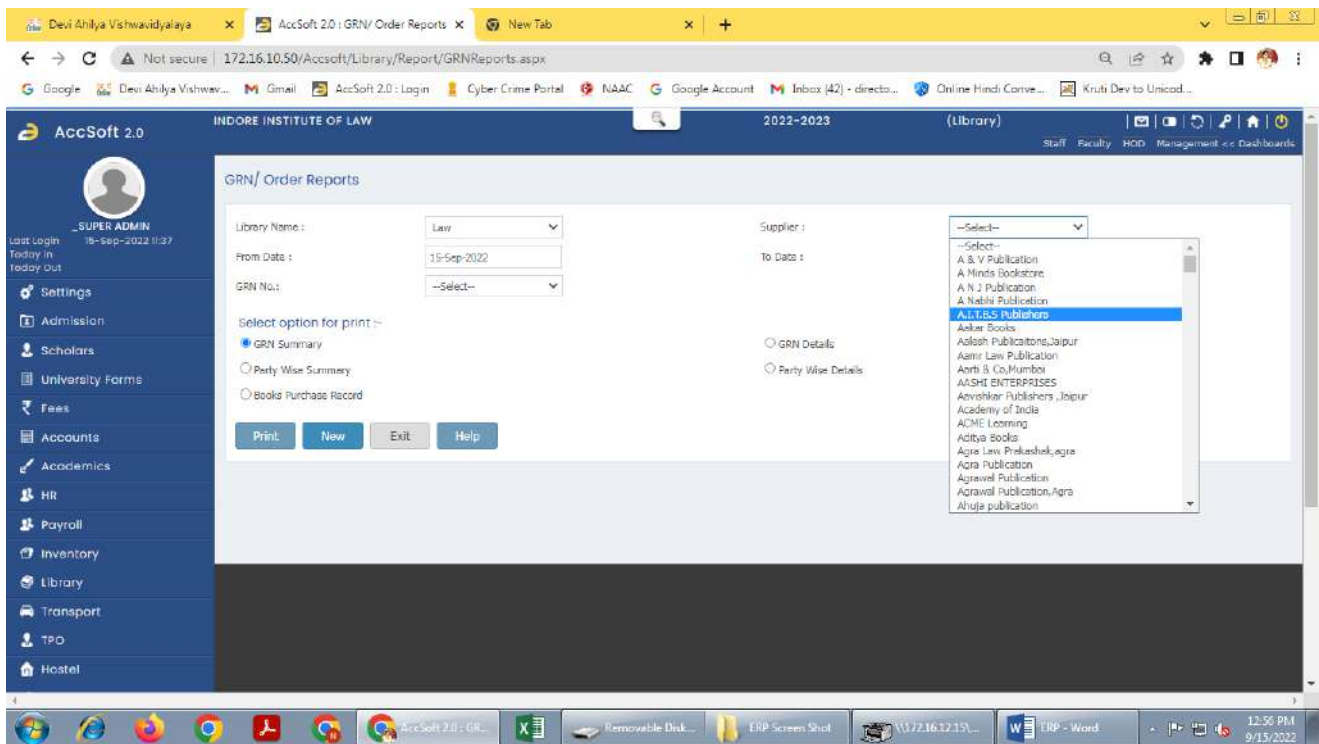 Devi Ahilya Vishwavidyalaya
AccSoft 2.0 : GRN/ Order Reports
New Tab
Not secure
172.16.10.50/Accsoft/Library/Report/GRNReports.aspx
Google
Devi Ahilya Vishwav...
Gmail
AccSoft 2.0 : Login
Cyber Crime Portal
NAAC
Google Account
Inbox (42) - directo...
Online Hindi Conve...
Kruti Dev to Unicod...
AccSoft 2.0
INDORE INSTITUTE OF LAW
2022-2023
(Library)
Staff Faculty HOD Management << Dashboards
_SUPER ADMIN
Last Login 15-Sep-2022 11:37
Today In
Today Out
Settings
Admission
Scholars
University Forms
Fees
Accounts
Academics
HR
Payroll
Inventory
Library
Transport
TPO
Hostel
GRN/ Order Reports
Library Name :
Law
Supplier :
--Select--
From Date :
15-Sep-2022
To Date :
GRN No.:
--Select--
Select option for print :-
GRN Summary
GRN Details
Party Wise Summary
Party Wise Details
Books Purchase Record
Print
New
Exit
Help
--Select--
A & V Publication
A Minds Bookstore
A N J Publication
A Nabhi Publication
A.I.T.B.S Publishers
Aakar Books
Aalash Publicaitons,Jaipur
Aamr Law Publication
Aarti & Co,Mumbai
AASHI ENTERPRISES
Aavishkar Publishers ,Jaipur
Academy of India
ACME Learning
Aditya Books
Agra Law Prakashak,agra
Agra Publication
Agrawal Publication
Agrawal Publication,Agra
Ahuja publication
AccSoft 2.0 : GR...
Removable Disk...
ERP Screen Shot
\\172.16.12.15\...
ERP - Word
12:56 PM
9/15/2022